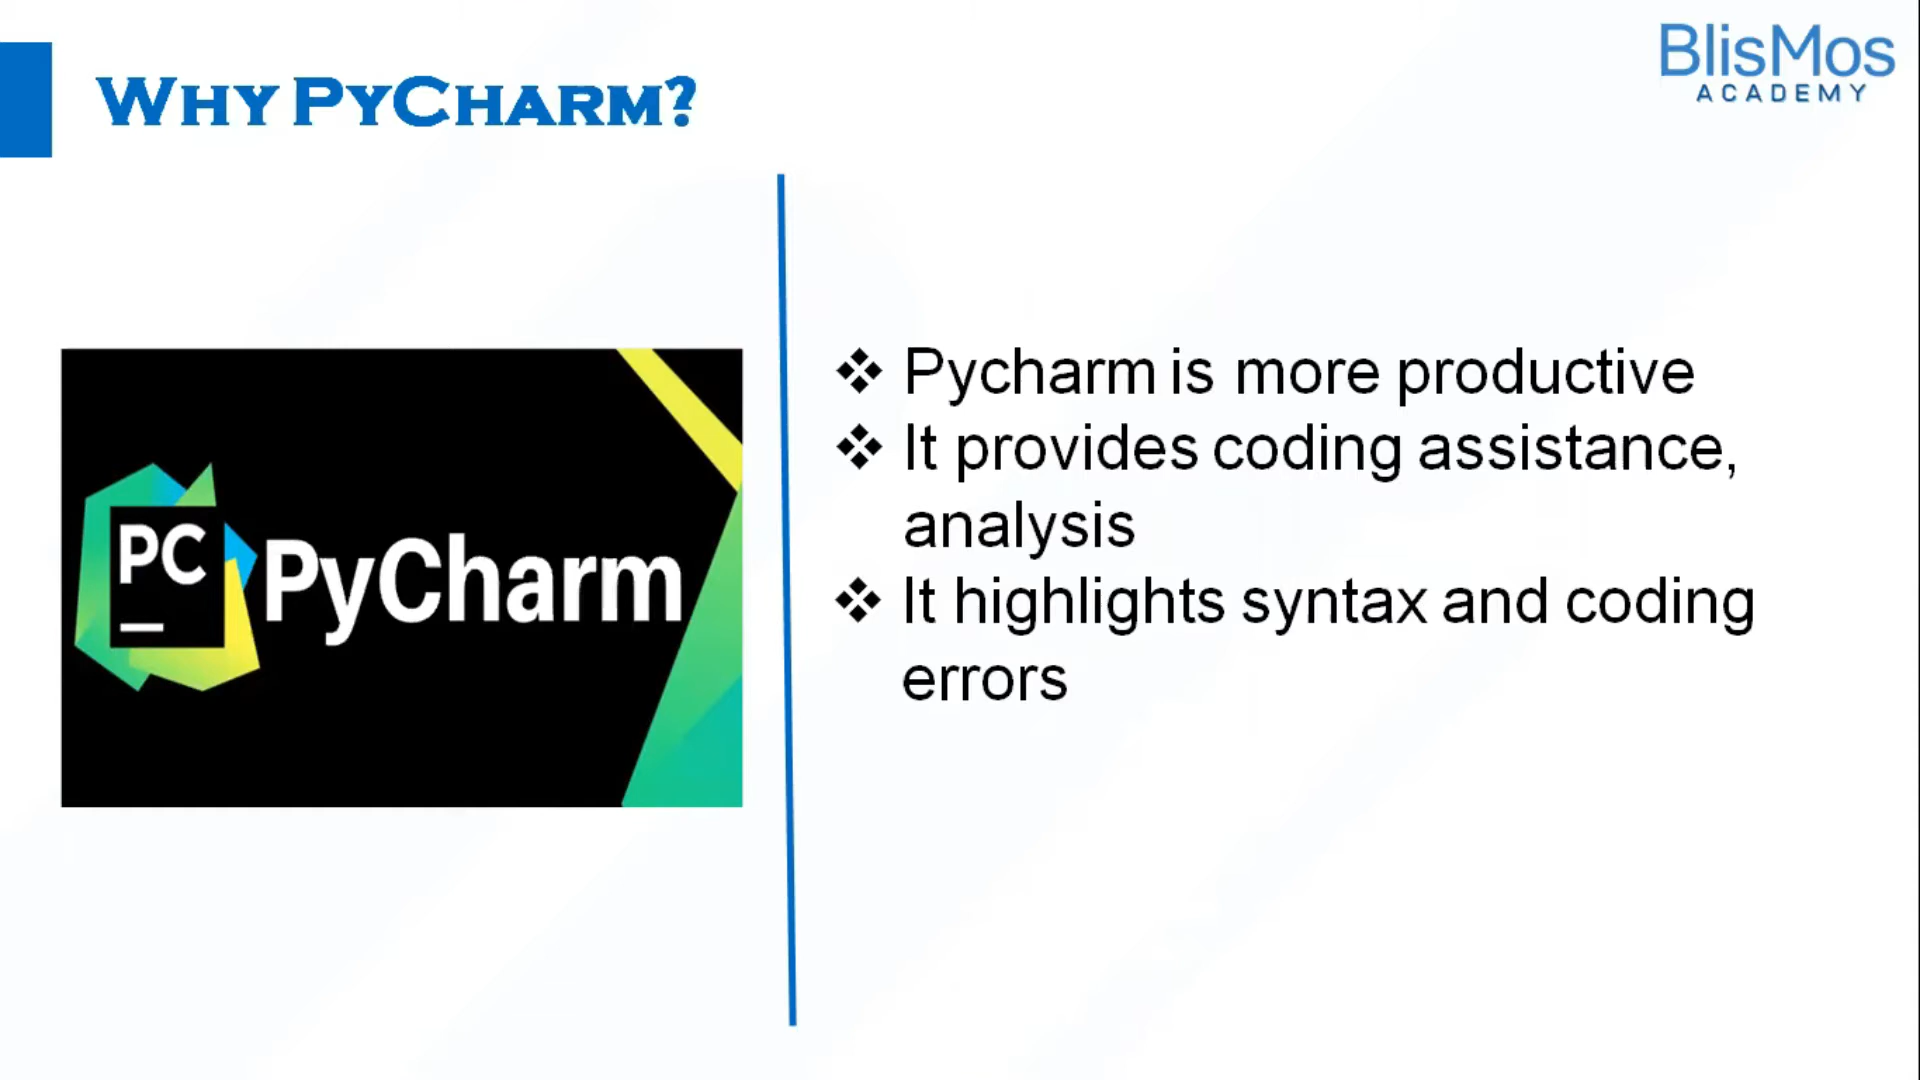 WHY PYCHARM?
BlisMos
ACADEMY
PC
PyCharm
❖ Pycharm is more productive
❖ It provides coding assistance,
analysis
❖ It highlights syntax and coding
errors